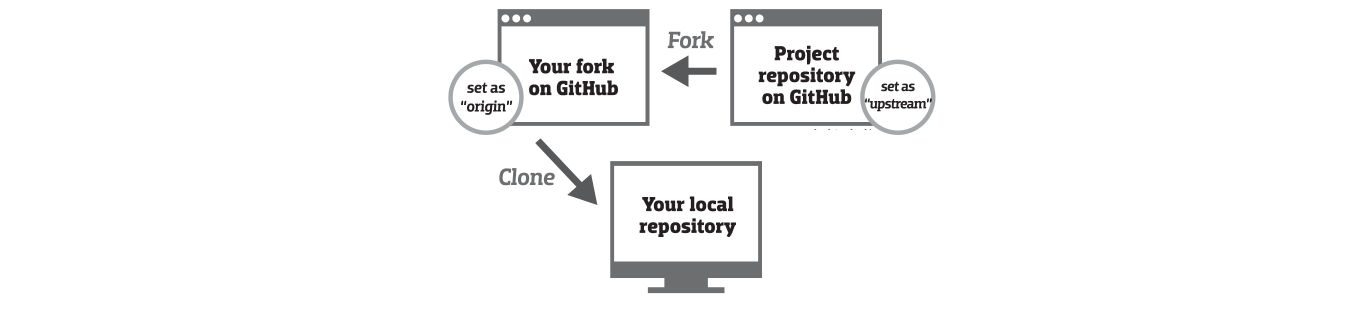 Your fork
on GitHub
set as
"origin"
Fork
Project
repository
on GitHub
set as
"upstream"
Clone
Your local
repository